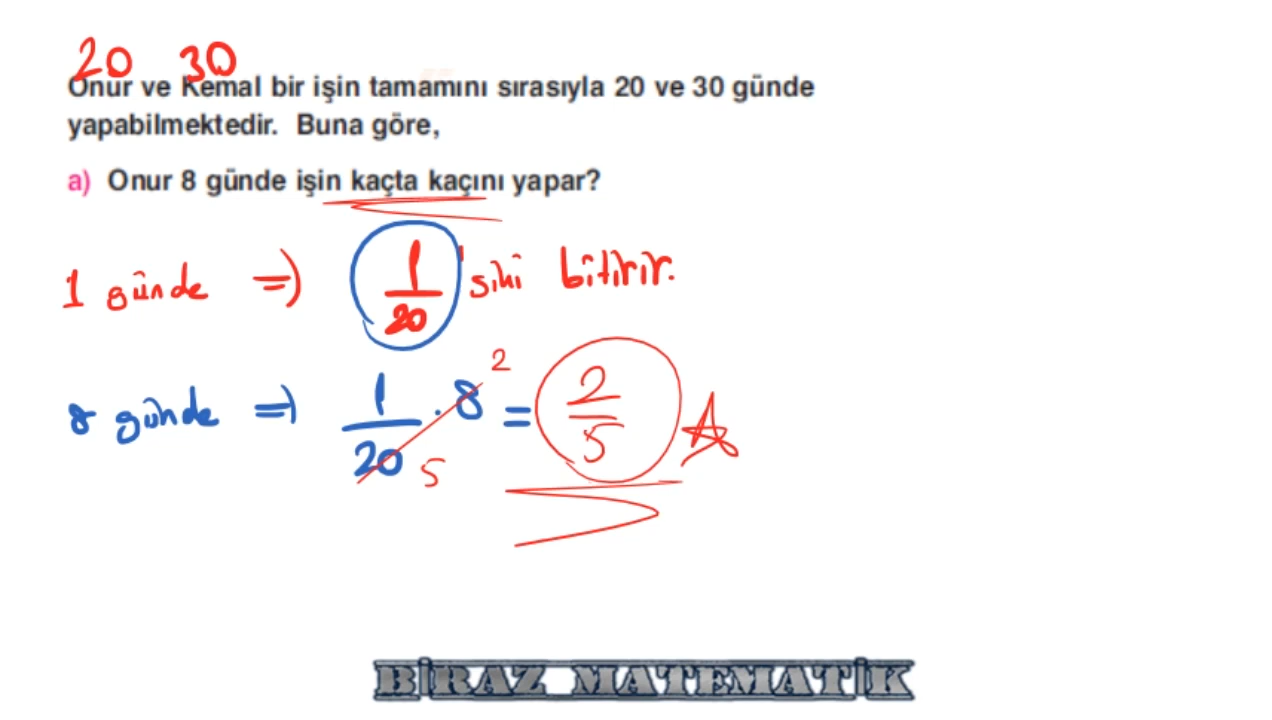 20 30
Onur ve Kemal bir işin tamamını sırasıyla 20 ve 30 günde
yapabilmektedir. Buna göre,
a) Onur 8 günde işin kaçta kaçını yapar?
1 günde => 1/20 'sini bitirir.
8 günde => 1/20 . 8 2 = 2/5
5
BİRAZ MATEMATİK